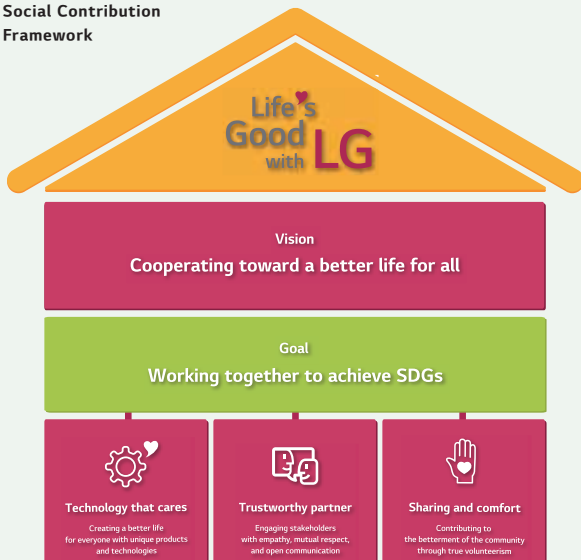 Social Contribution
Framework
Life's
Good
with LG
Vision
Cooperating toward a better life for all
Goal
Working together to achieve SDGs
Technology that cares
Creating a better life
for everyone with unique products
and technologies
Trustworthy partner
Engaging stakeholders
with empathy, mutual respect,
and open communication
Sharing and comfort
Contributing to
the betterment of the community
through true volunteerism